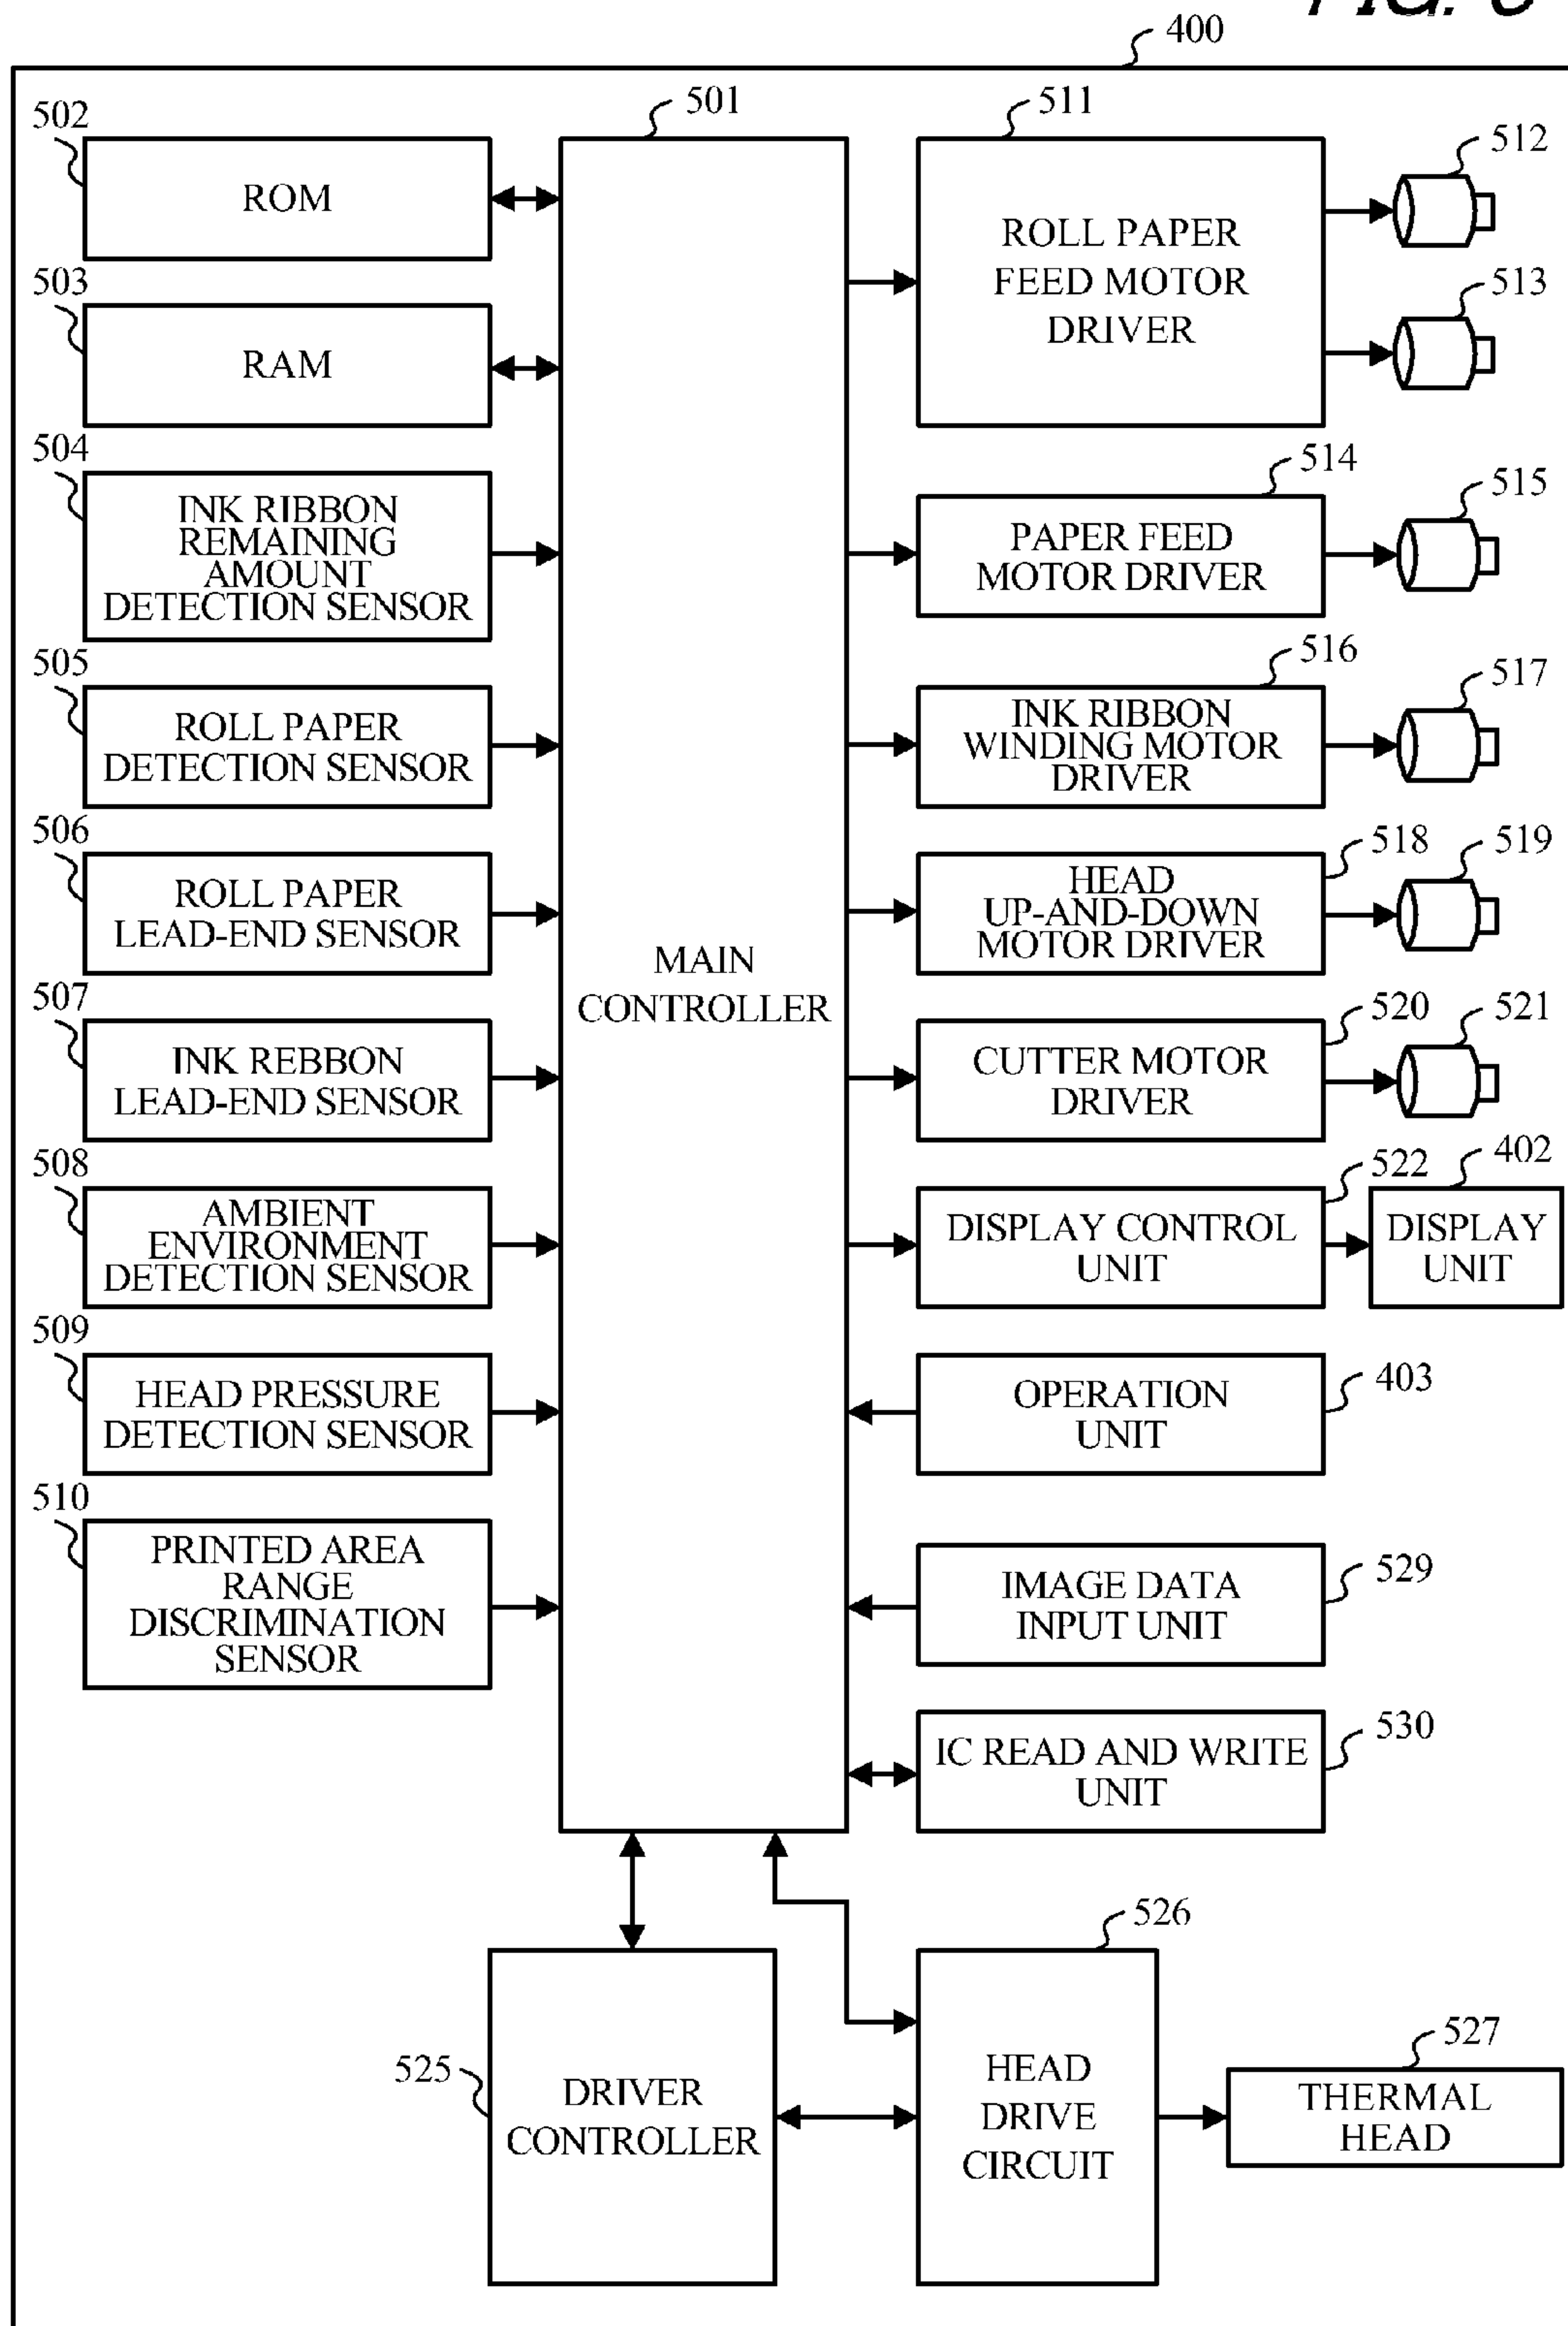 400
501
511
502
512
ROM
ROLL PAPER
FEED MOTOR
DRIVER
503
513
RAM
504
514
515
INK RIBBON
REMAINING
AMOUNT
DETECTION SENSOR
PAPER FEED
MOTOR DRIVER
505
516
517
ROLL PAPER
DETECTION SENSOR
INK RIBBON
WINDING MOTOR
DRIVER
506
518
519
ROLL PAPER
LEAD-END SENSOR
HEAD
UP-AND-DOWN
MOTOR DRIVER
MAIN
CONTROLLER
507
520
521
INK REBBON
LEAD-END SENSOR
CUTTER MOTOR
DRIVER
508
522
402
AMBIENT
ENVIRONMENT
DETECTION SENSOR
DISPLAY CONTROL
UNIT
DISPLAY
UNIT
509
403
HEAD PRESSURE
DETECTION SENSOR
OPERATION
UNIT
510
529
PRINTED AREA
RANGE
DISCRIMINATION
SENSOR
IMAGE DATA
INPUT UNIT
530
IC READ AND WRITE
UNIT
526
525
527
DRIVER
CONTROLLER
HEAD
DRIVE
CIRCUIT
THERMAL
HEAD